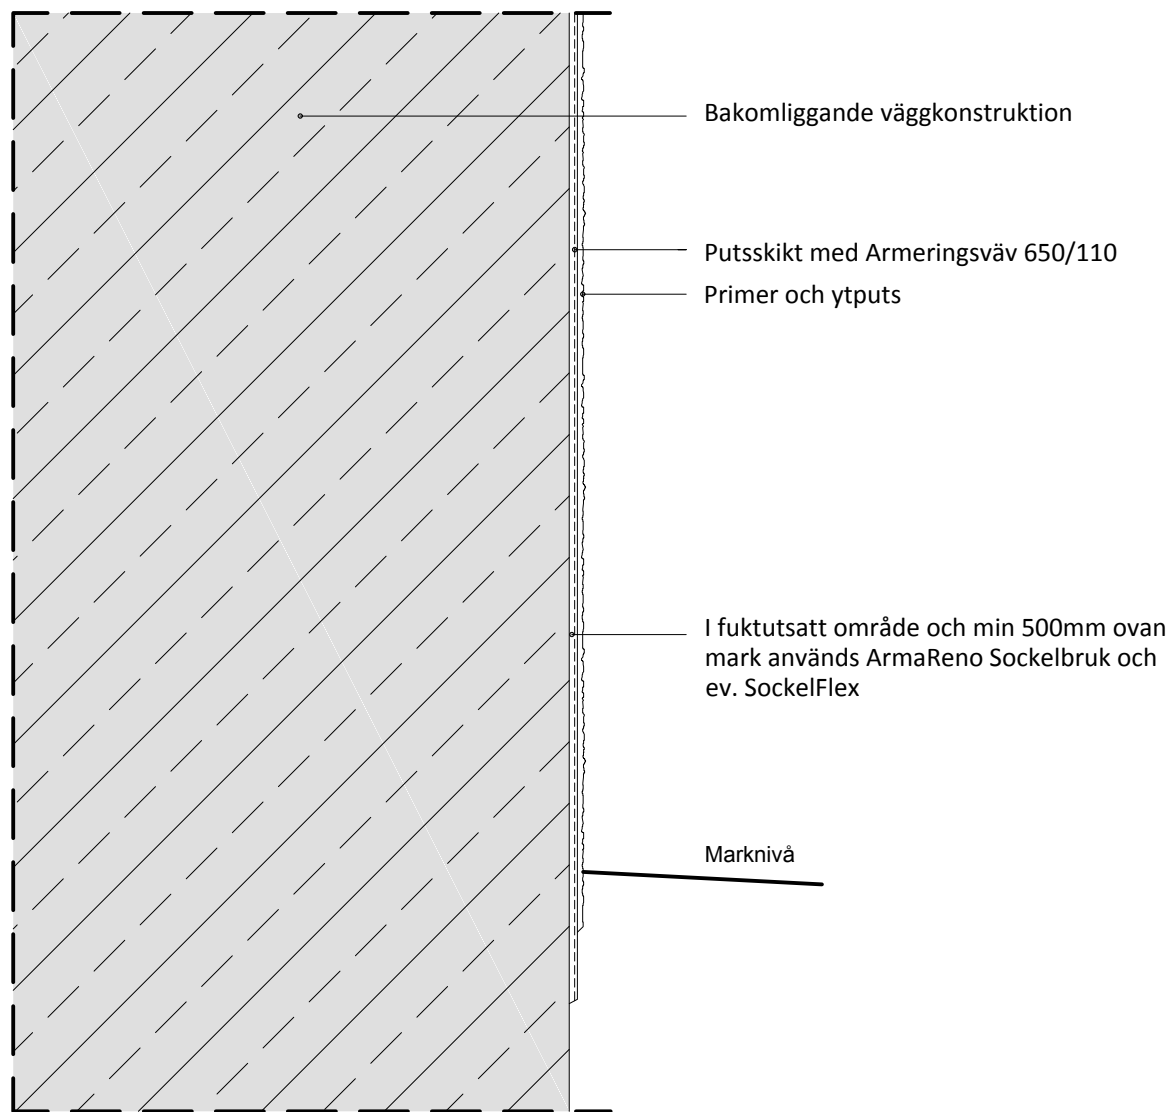 Bakomliggande väggkonstruktion
Putsskikt med Armeringsväv 650/110
Primer och ytputs
I fuktutsatt område och min 500mm ovan
mark används ArmaReno Sockelbruk och
ev. SockelFlex
Marknivå